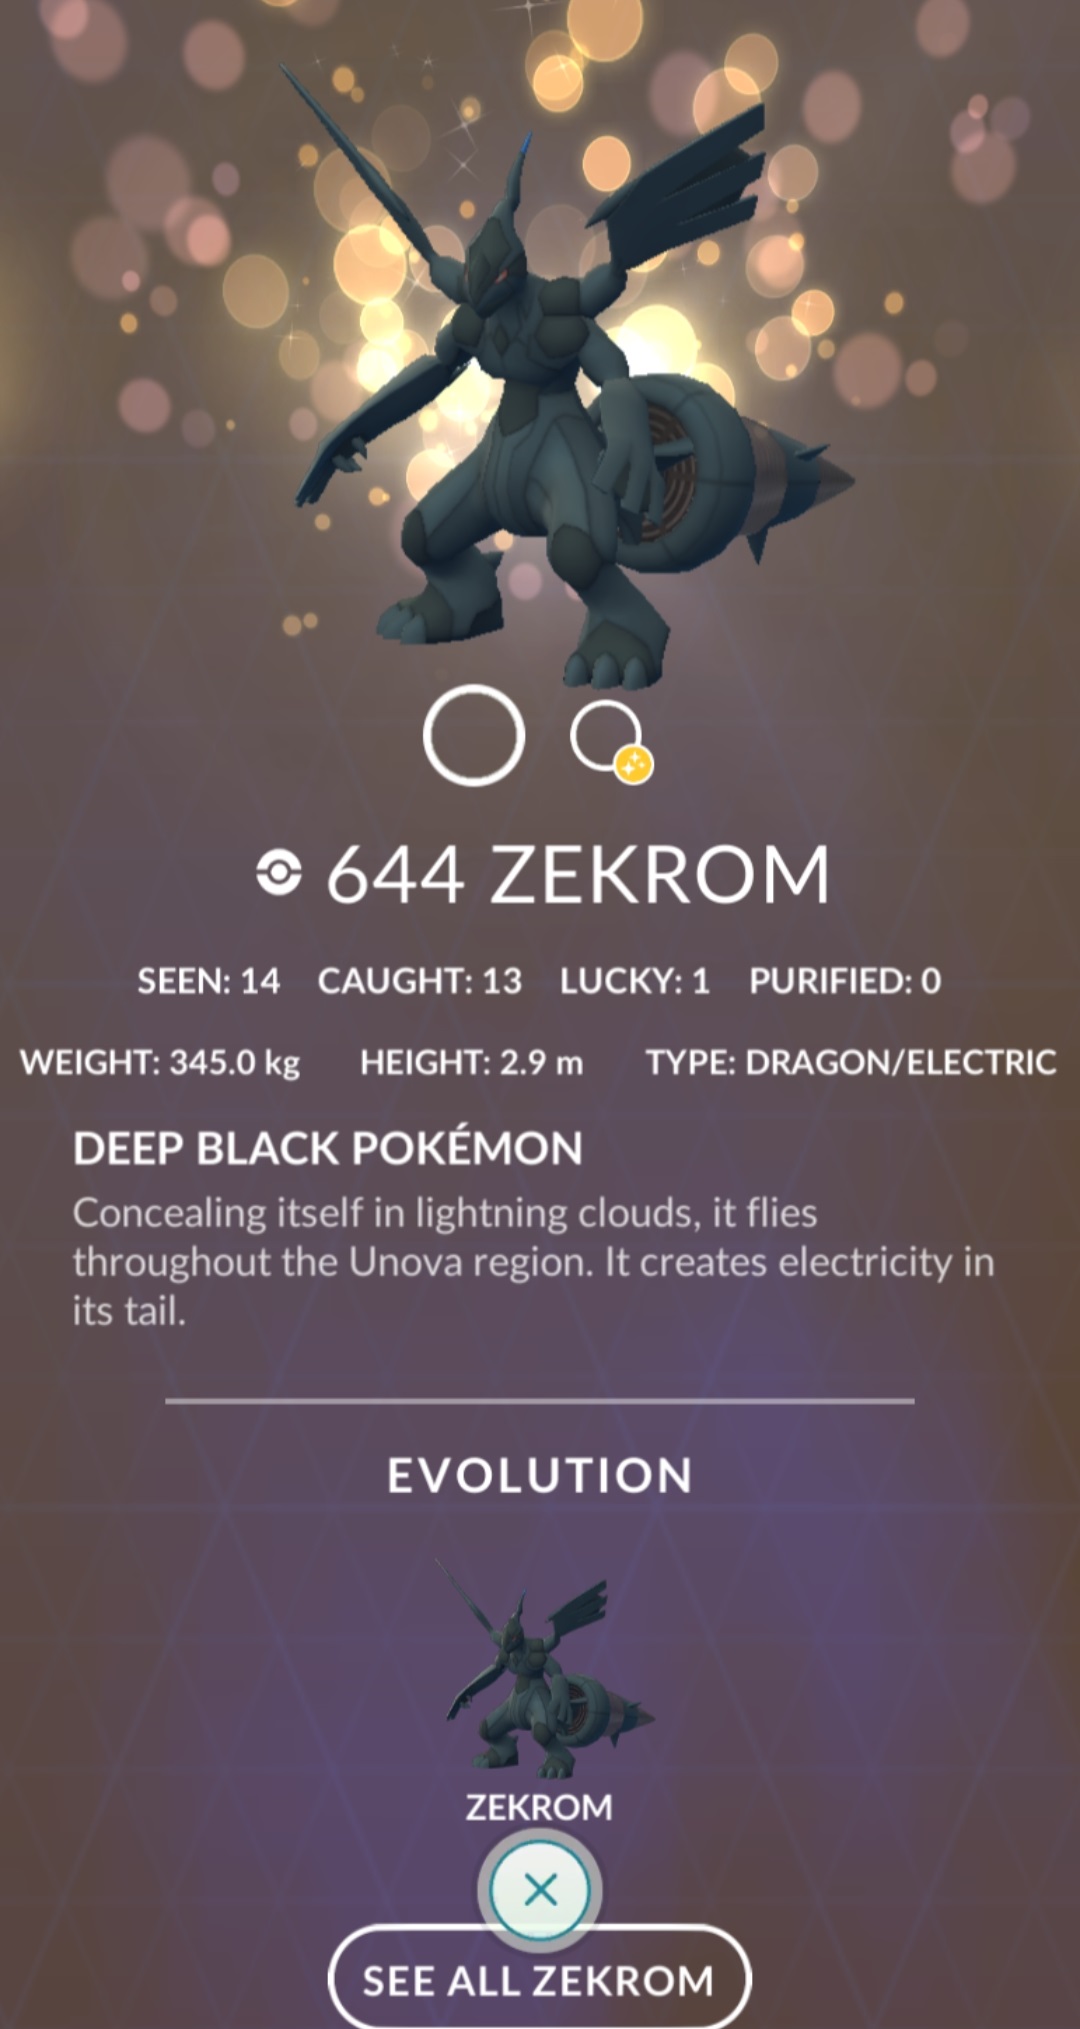 644 ZEKROM
SEEN: 14 CAUGHT: 13 LUCKY: 1 PURIFIED: 0
WEIGHT: 345.0 kg HEIGHT: 2.9 m TYPE: DRAGON/ELECTRIC
DEEP BLACK POKÉMON
Concealing itself in lightning clouds, it flies
throughout the Unova region. It creates electricity in
its tail.
EVOLUTION
ZEKROM
SEE ALL ZEKROM